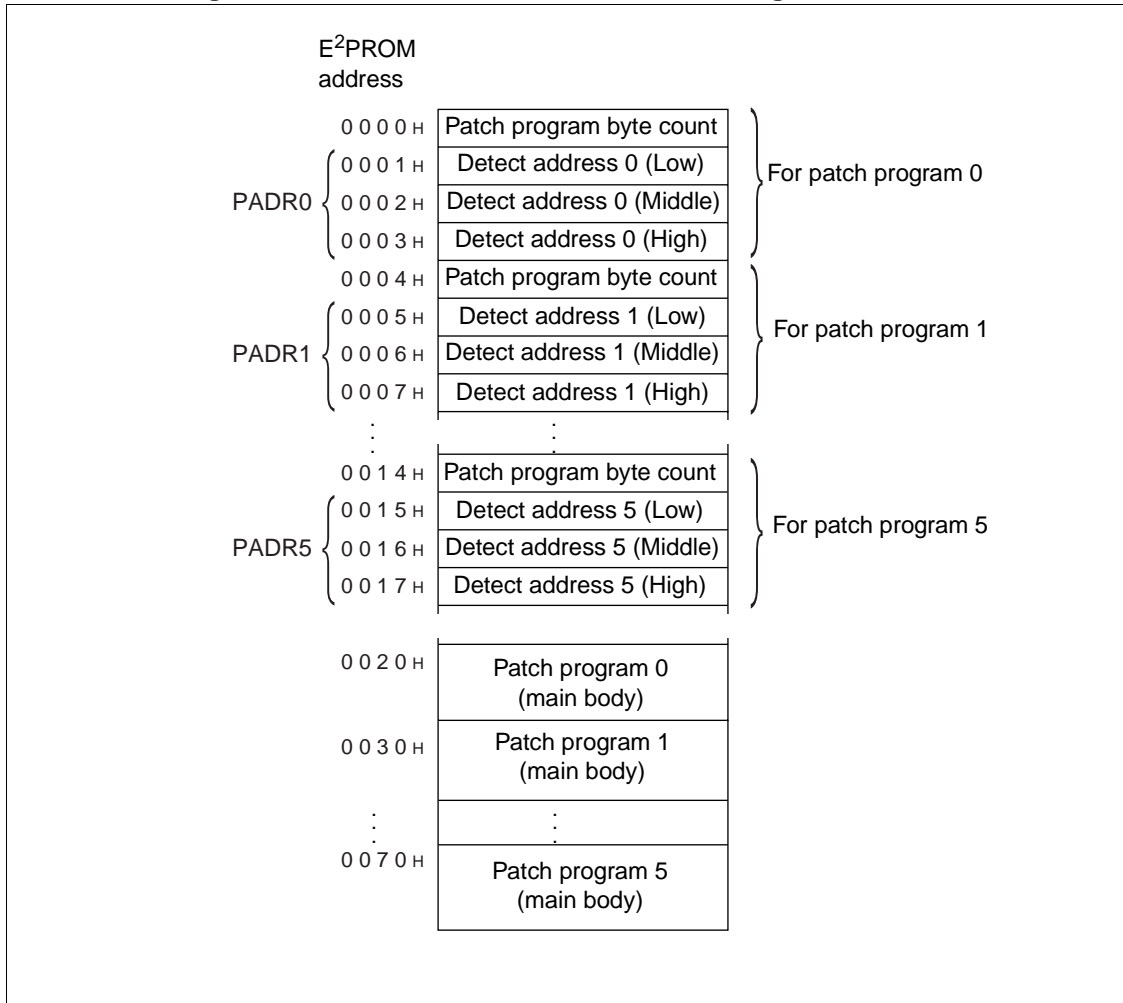 E2PROM
address
0000H Patch program byte count
0001H Detect address 0 (Low)
For patch program 0
PADR0 0002H Detect address 0 (Middle)
0003H Detect address 0 (High)
0004H Patch program byte count
0005H Detect address 1 (Low)
For patch program 1
PADR1 0006H Detect address 1 (Middle)
0007H Detect address 1 (High)
0014H Patch program byte count
0015H Detect address 5 (Low)
For patch program 5
PADR5 0016H Detect address 5 (Middle)
0017H Detect address 5 (High)
0020H Patch program 0
(main body)
0030H Patch program 1
(main body)
0070H Patch program 5
(main body)